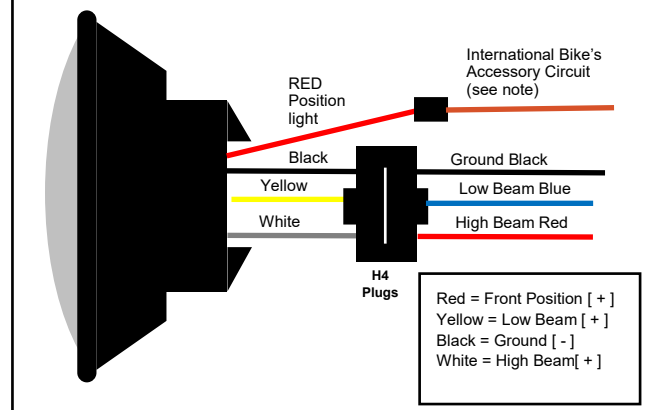 International Bike's
Accessory Circuit
(see note)
RED
Position
light
Black
Ground Black
Yellow
Low Beam Blue
White
High Beam Red
H4
Plugs
Red = Front Position [ + ]
Yellow = Low Beam [ + ]
Black = Ground [ - ]
White = High Beam[ + ]